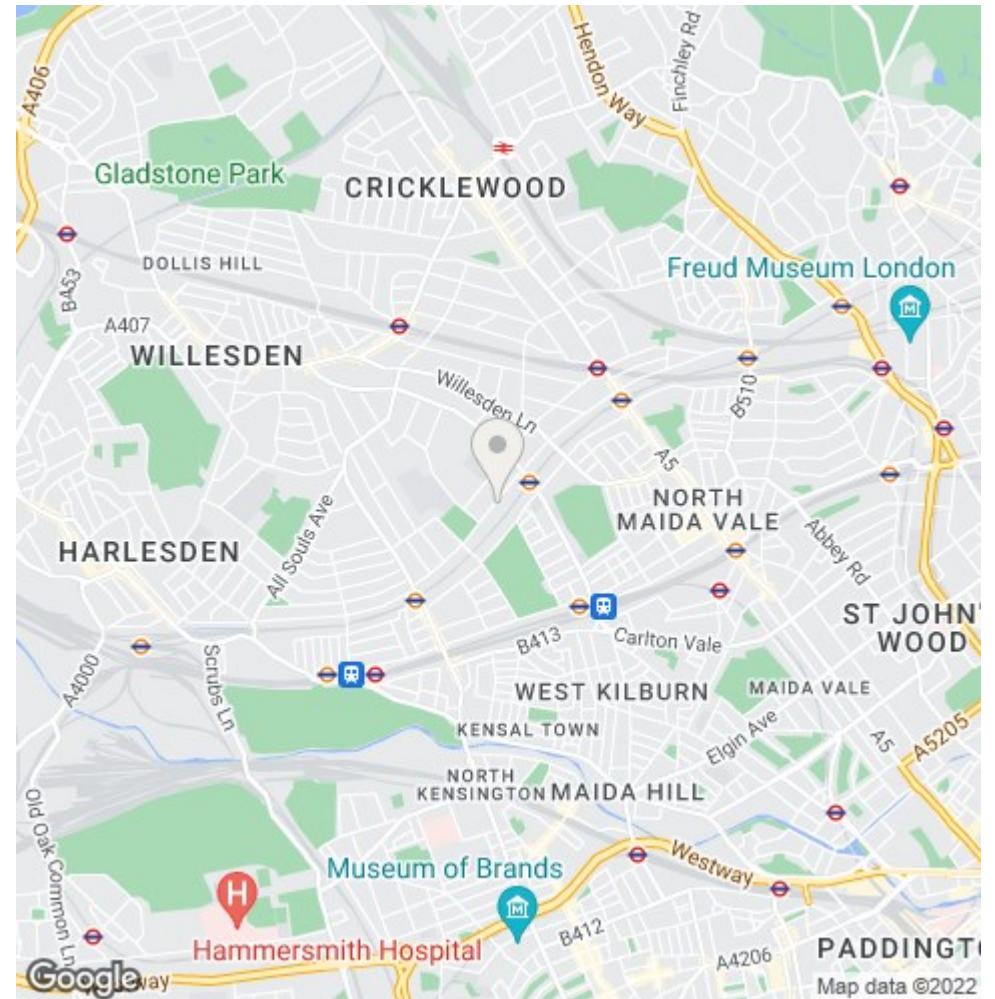 A406
Hendon Way
Finchley Rd
Gladstone Park
CRICKLEWOOD
B453
DOLLIS HILL
Freud Museum London
A407
WILLESDEN
Willesden Ln
B510
A5
NORTH
MAIDA VALE
Abbey Rd
All Souls Ave
HARLESDEN
ST JOHN'
WOOD
B413
Carlton Vale
A4000
Scrubs Ln
WEST KILBURN
MAIDA VALE
KENSAL TOWN
Elgin Ave
A5
A5205
NORTH
KENSINGTON
MAIDA HILL
Old Oak Common Ln
Westway
Museum of Brands
H
Hammersmith Hospital
B412
A4206
PADDINGTO
Google
way
Map data ©2022